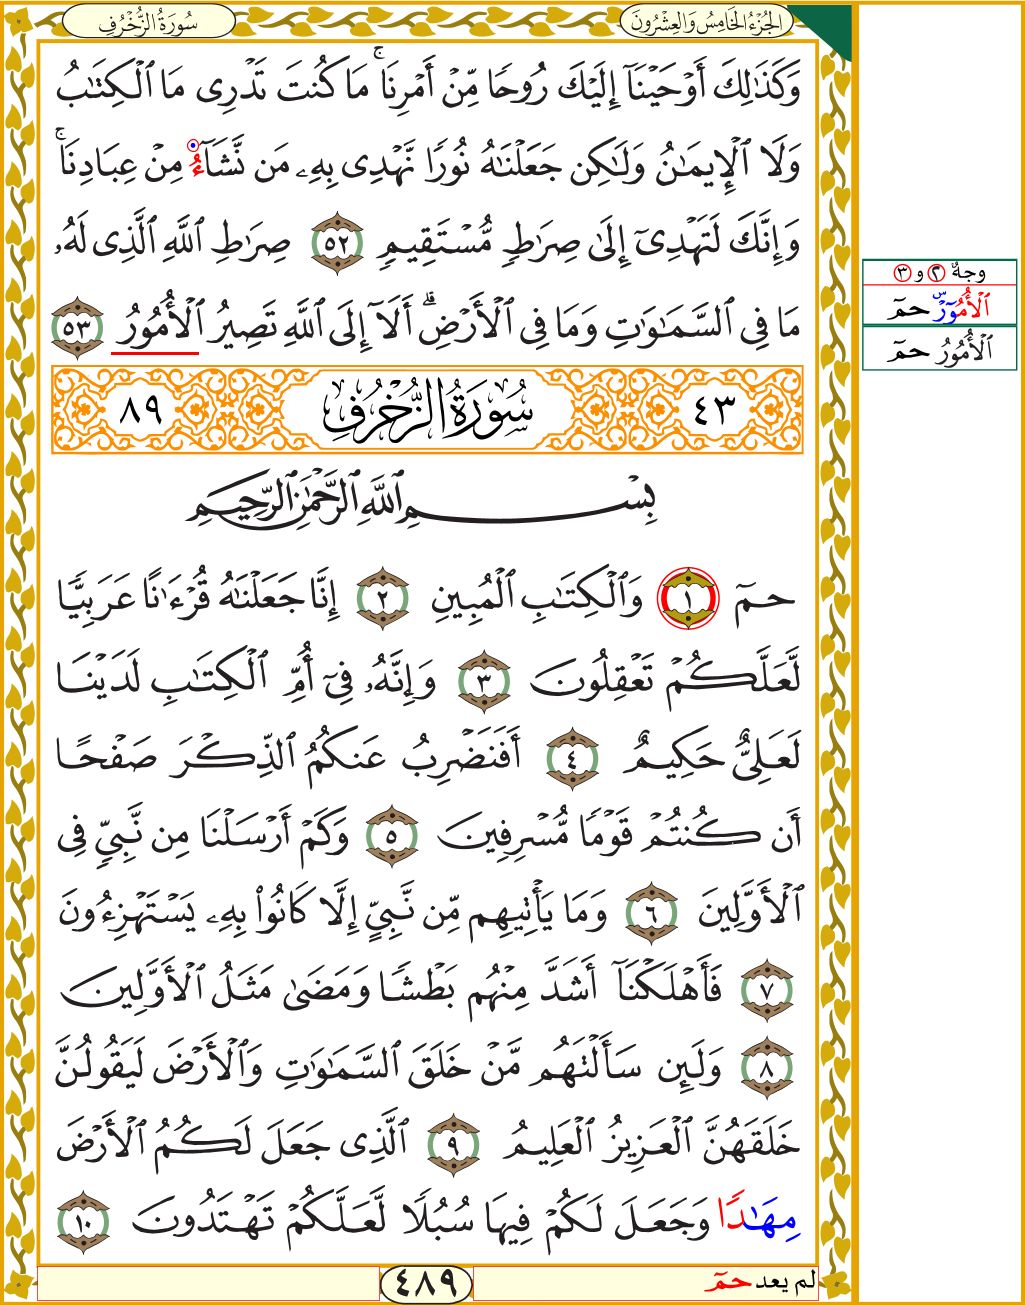 سُورَةُ الزُّخْرُفِ
الجُزْءُ الخَامِسُ وَالعِشْرُونَ
وَكَذَٰلِكَ أَوْحَيْنَآ إِلَيْكَ رُوحًا مِّنْ أَمْرِنَا ۚ مَا كُنتَ تَدْرِى مَا ٱلْكِتَٰبُ
وَلَا ٱلْإِيمَٰنُ وَلَٰكِن جَعَلْنَٰهُ نُورًا نَّهْدِى بِهِۦ مَن نَّشَآءُ مِنْ عِبَادِنَا ۚ
وَإِنَّكَ لَتَهْدِىٓ إِلَىٰ صِرَٰطٍ مُّسْتَقِيمٍ ٥٢ صِرَٰطِ ٱللَّهِ ٱلَّذِى لَهُۥ
مَا فِى ٱلسَّمَٰوَٰتِ وَمَا فِى ٱلْأَرْضِ ۗ أَلَآ إِلَى ٱللَّهِ تَصِيرُ ٱلْأُمُورُ ٥٣
٤٣ سُورَةُ الزُّخْرُفِ ٨٩
بِسْمِ ٱللَّهِ ٱلرَّحْمَٰنِ ٱلرَّحِيمِ
حمٓ ١ وَٱلْكِتَٰبِ ٱلْمُبِينِ ٢ إِنَّا جَعَلْنَٰهُ قُرْءَٰنًا عَرَبِيًّا
لَّعَلَّكُمْ تَعْقِلُونَ ٣ وَإِنَّهُۥ فِىٓ أُمِّ ٱلْكِتَٰبِ لَدَيْنَا
لَعَلِىٌّ حَكِيمٌ ٤ أَفَنَضْرِبُ عَنكُمُ ٱلذِّكْرَ صَفْحًا
أَن كُنتُمْ قَوْمًا مُّسْرِفِينَ ٥ وَكَمْ أَرْسَلْنَا مِن نَّبِىٍّ فِى
ٱلْأَوَّلِينَ ٦ وَمَا يَأْتِيهِم مِّن نَّبِىٍّ إِلَّا كَانُوا۟ بِهِۦ يَسْتَهْزِءُونَ
٧ فَأَهْلَكْنَآ أَشَدَّ مِنْهُم بَطْشًا وَمَضَىٰ مَثَلُ ٱلْأَوَّلِينَ
٨ وَلَئِن سَأَلْتَهُم مَّنْ خَلَقَ ٱلسَّمَٰوَٰتِ وَٱلْأَرْضَ لَيَقُولُنَّ
خَلَقَهُنَّ ٱلْعَزِيزُ ٱلْعَلِيمُ ٩ ٱلَّذِى جَعَلَ لَكُمُ ٱلْأَرْضَ
مِهَٰدًا وَجَعَلَ لَكُمْ فِيهَا سُبُلًا لَّعَلَّكُمْ تَهْتَدُونَ ١٠
لم يعد حمٓ
٤٨٩
وجهٌ ٢ و ٣
ٱلْأُمُورُ ۜ حمٓ
ٱلْأُمُورُ حمٓ